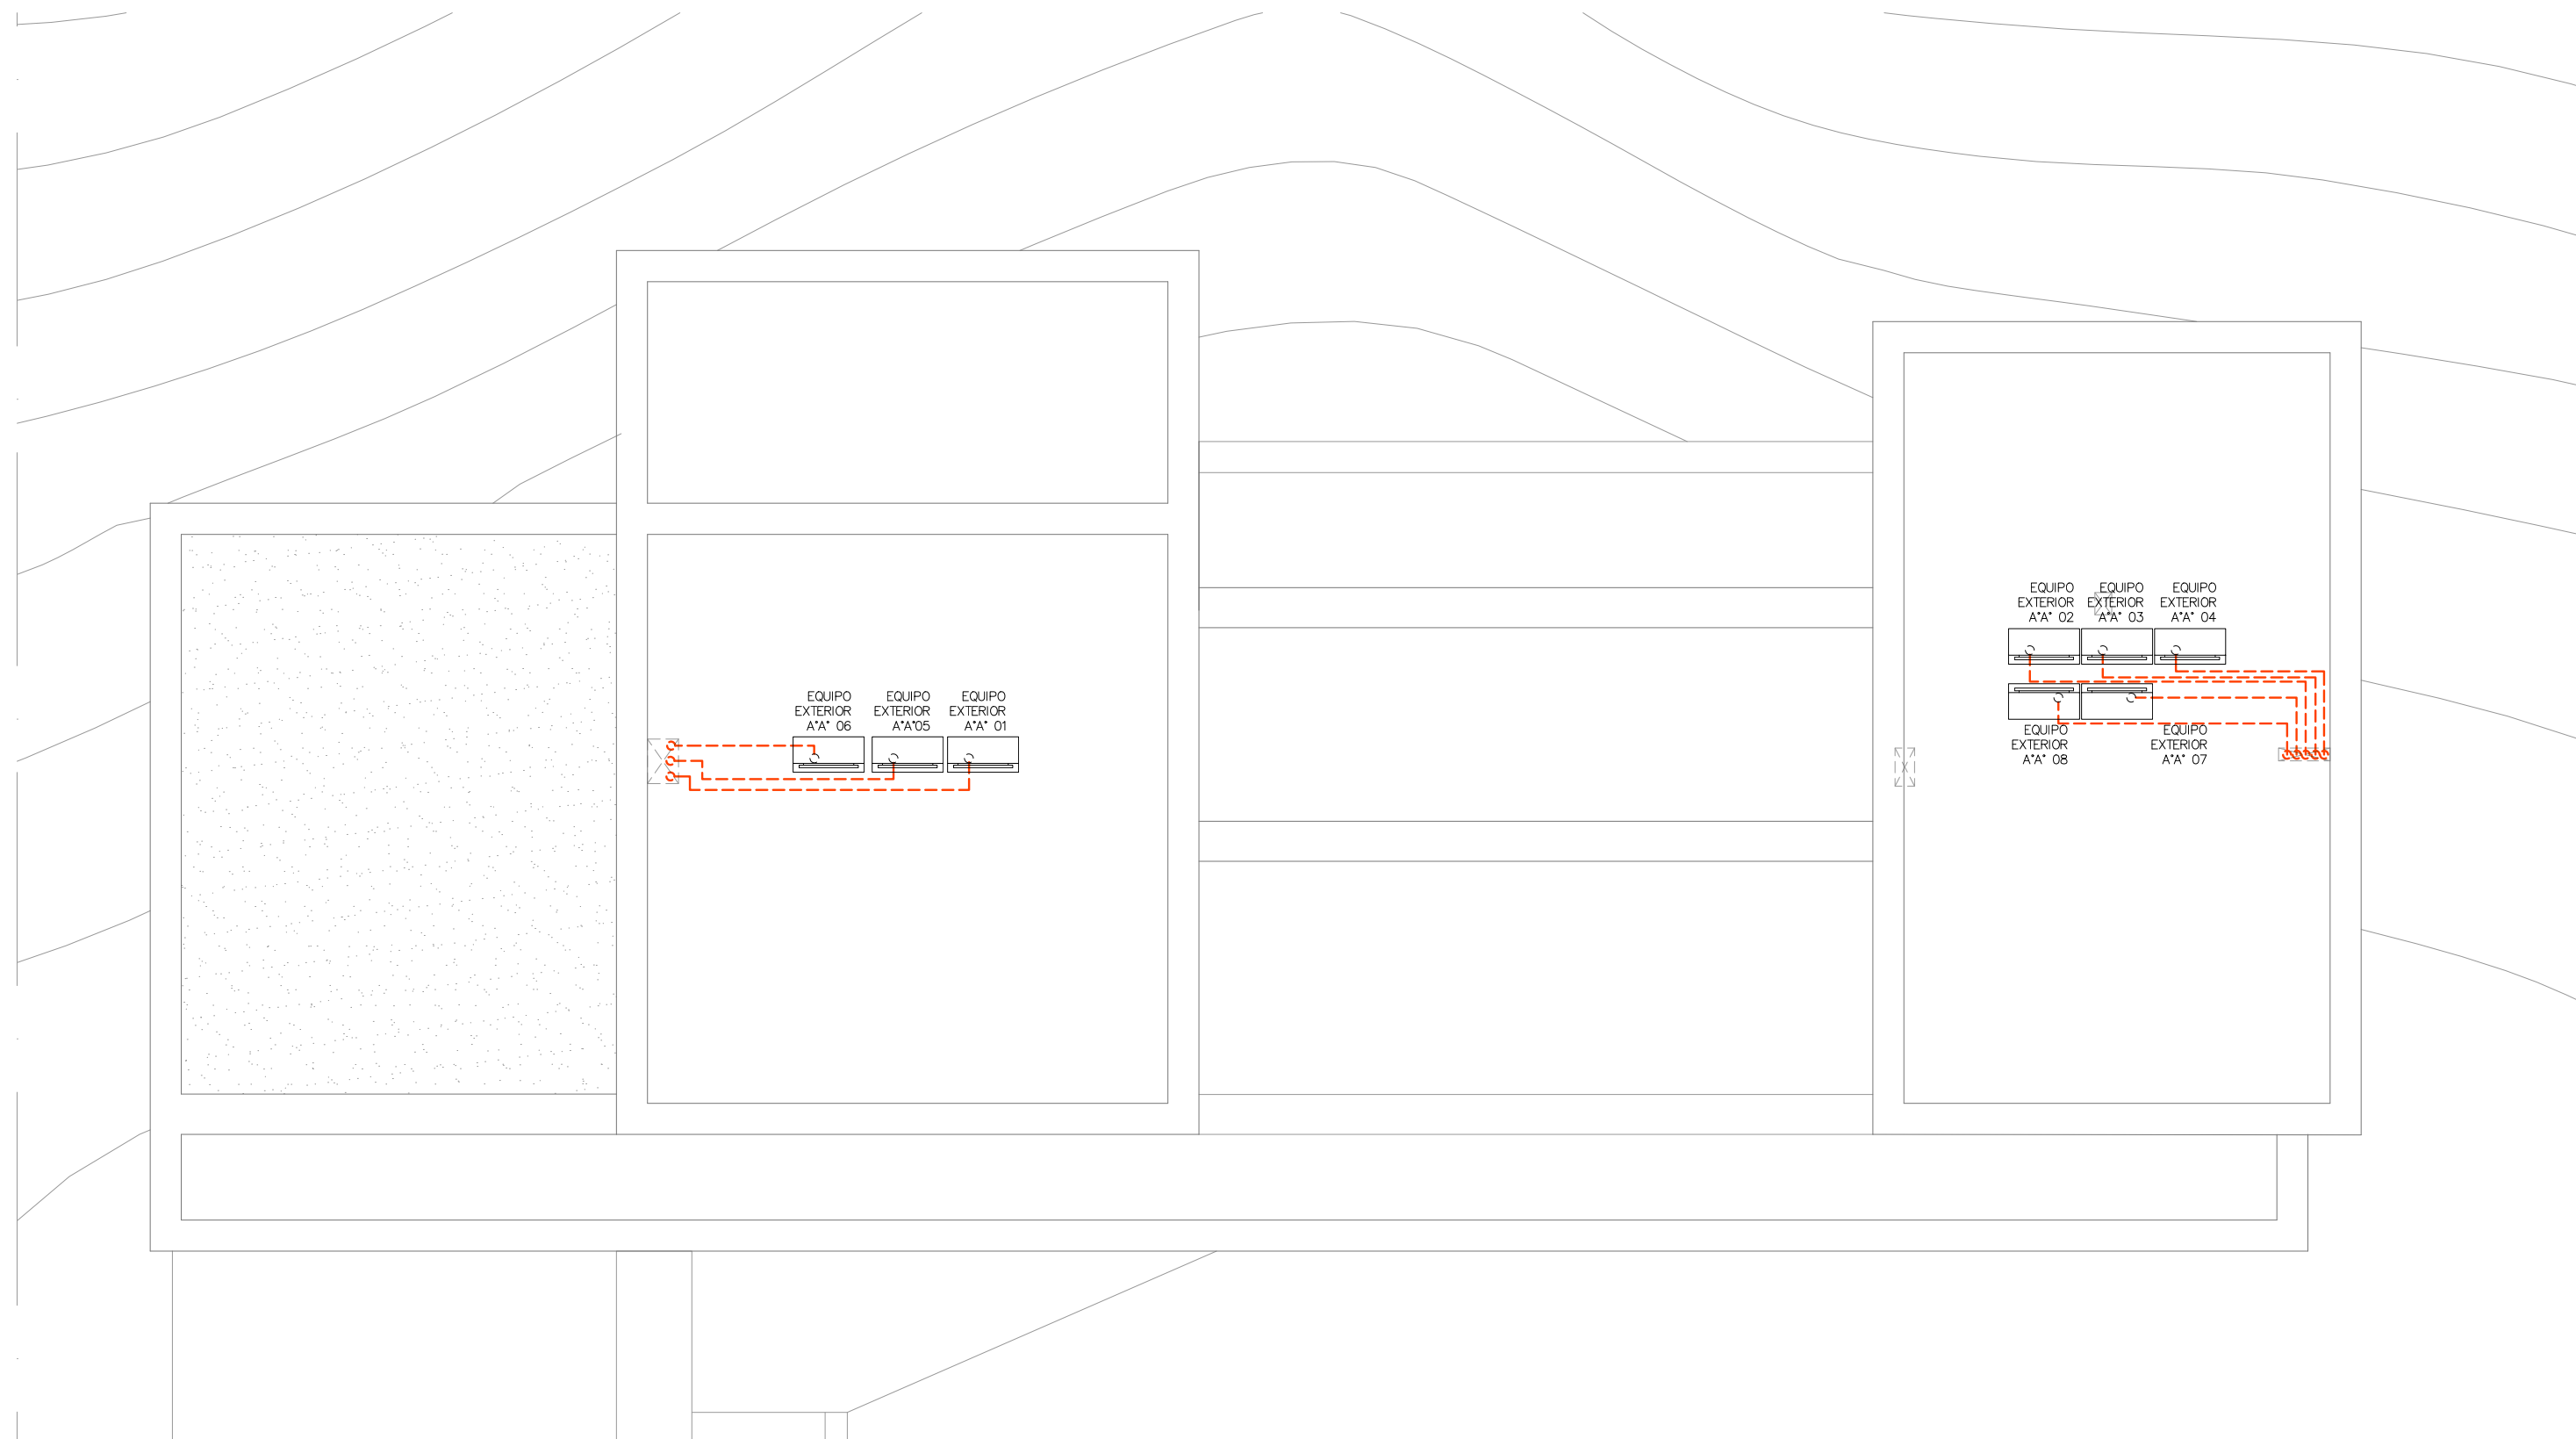 EQUIPO
EXTERIOR
A°A° 02
EQUIPO
EXTERIOR
A°A° 03
EQUIPO
EXTERIOR
A°A° 04
EQUIPO
EXTERIOR
A°A° 06
EQUIPO
EXTERIOR
A°A°05
EQUIPO
EXTERIOR
A°A° 01
EQUIPO
EXTERIOR
A°A° 08
EQUIPO
EXTERIOR
A°A° 07